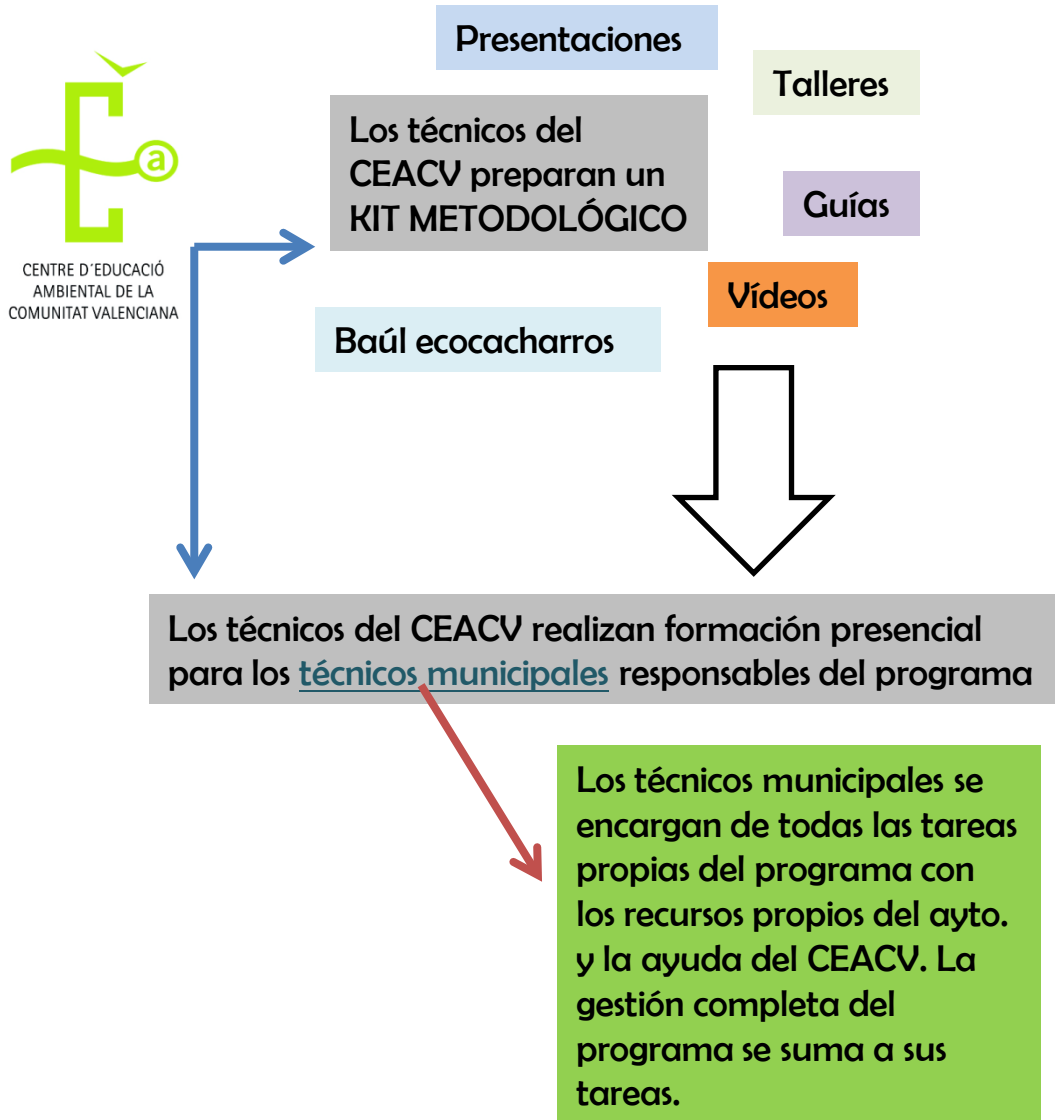 Presentaciones
Talleres
Los técnicos del
CEACV preparan un
KIT METODOLÓGICO
Guías
a
CENTRE D´EDUCACIÓ
AMBIENTAL DE LA
COMUNITAT VALENCIANA
Vídeos
Baúl ecocacharros
Los técnicos del CEACV realizan formación presencial
para los técnicos municipales responsables del programa
Los técnicos municipales se
encargan de todas las tareas
propias del programa con
los recursos propios del ayto.
y la ayuda del CEACV. La
gestión completa del
programa se suma a sus
tareas.